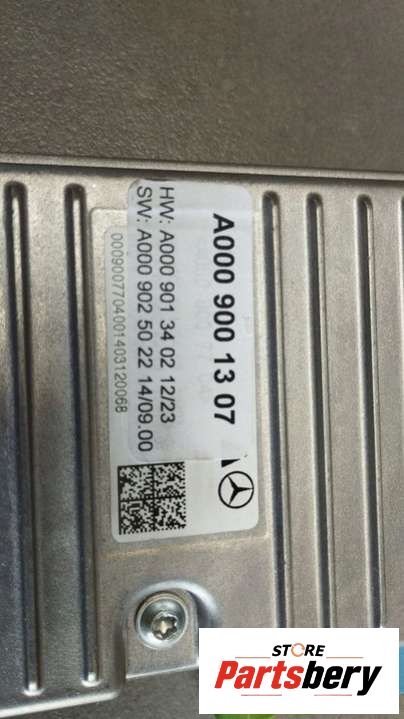 A000 900 13 07
HW: A000 901 34 02 12/23
SW: A000 902 50 22 14/09.00
0009007704001403120068
STORE
Partsbery